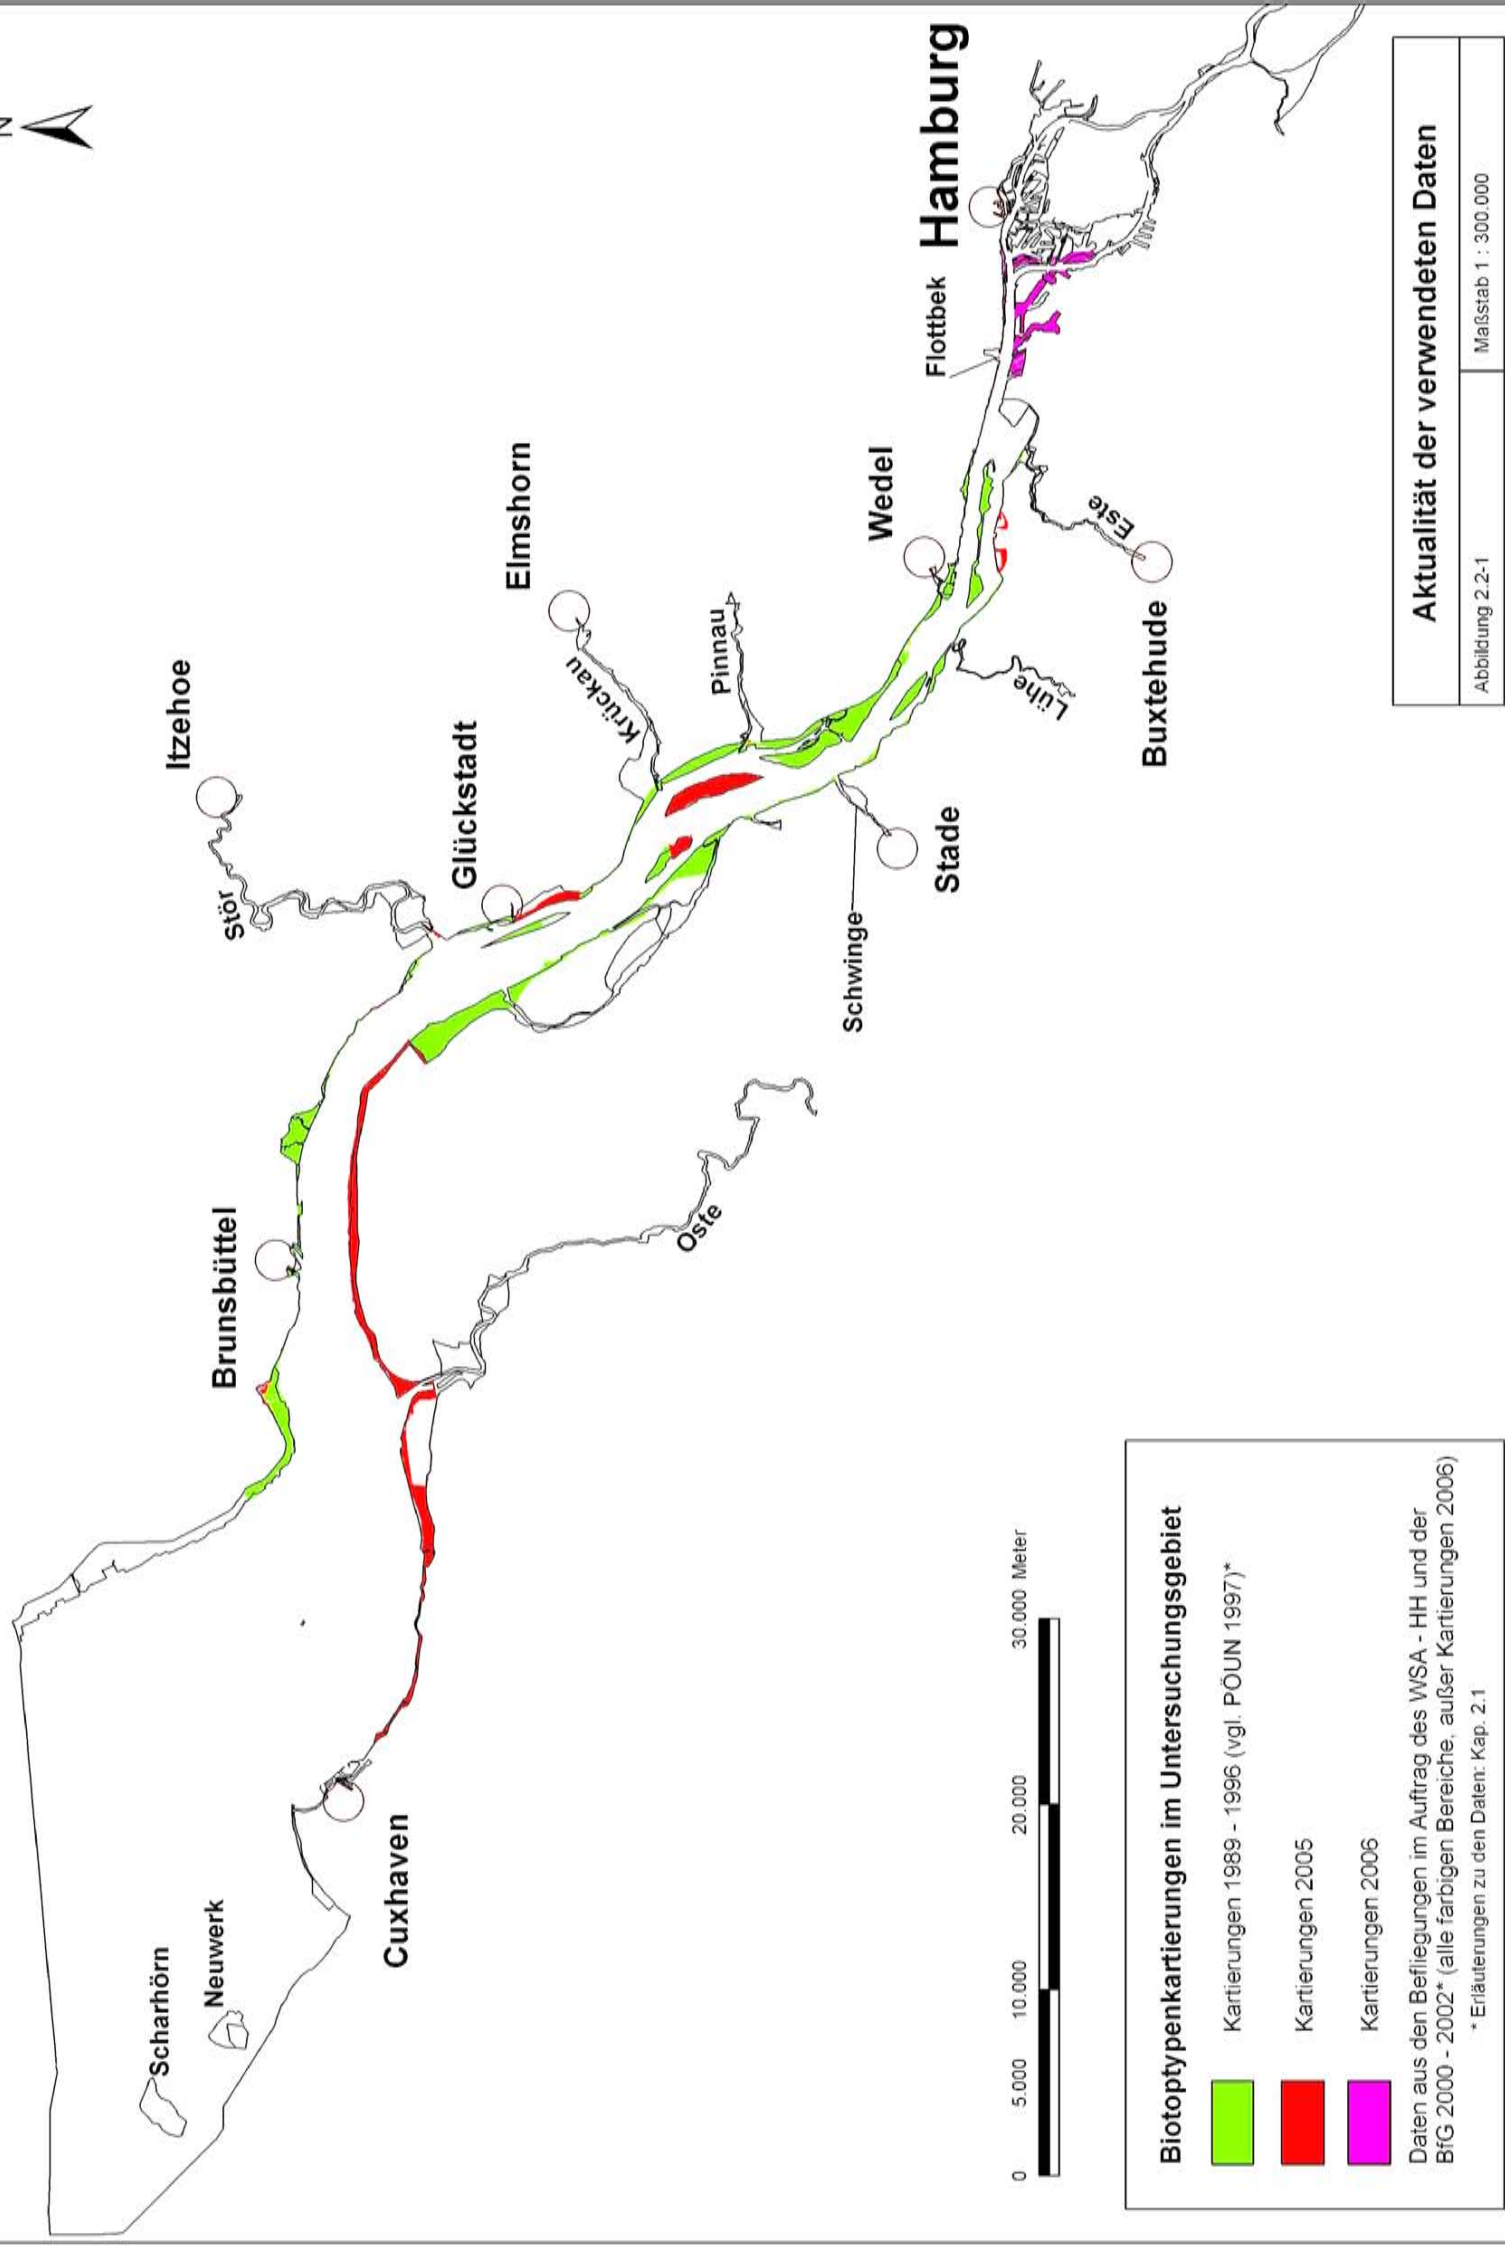 N
Scharhörn
Neuwerk
Cuxhaven
Brunsbüttel
Oste
Itzehoe
Stör
Glückstadt
Elmshorn
Krückau
Pinnau
Schwinge
Stade
Wedel
Lühe
Buxtehude
Este
Flottbek
Hamburg
0 5.000 10.000 20.000 30.000 Meter
Biotoptypenkartierungen im Untersuchungsgebiet
Kartierungen 1989 - 1996 (vgl. PÖUN 1997)*
Kartierungen 2005
Kartierungen 2006
Daten aus den Befliegungen im Auftrag des WSA - HH und der
BfG 2000 - 2002* (alle farbigen Bereiche, außer Kartierungen 2006)
* Erläuterungen zu den Daten: Kap. 2.1
Aktualität der verwendeten Daten
Abbildung 2.2-1
Maßstab 1 : 300.000